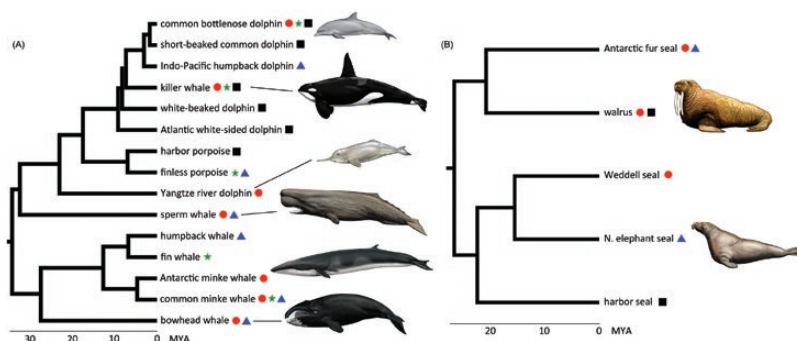 (A)
common bottlenose dolphin
short-beaked common dolphin
Indo-Pacific humpback dolphin
killer whale
white-beaked dolphin
Atlantic white-sided dolphin
harbor porpoise
finless porpoise
Yangtze river dolphin
sperm whale
humpback whale
fin whale
Antarctic minke whale
common minke whale
bowhead whale
30 20 10 0 MYA
(B)
Antarctic fur seal
walrus
Weddell seal
N. elephant seal
harbor seal
20 10 0 MYA